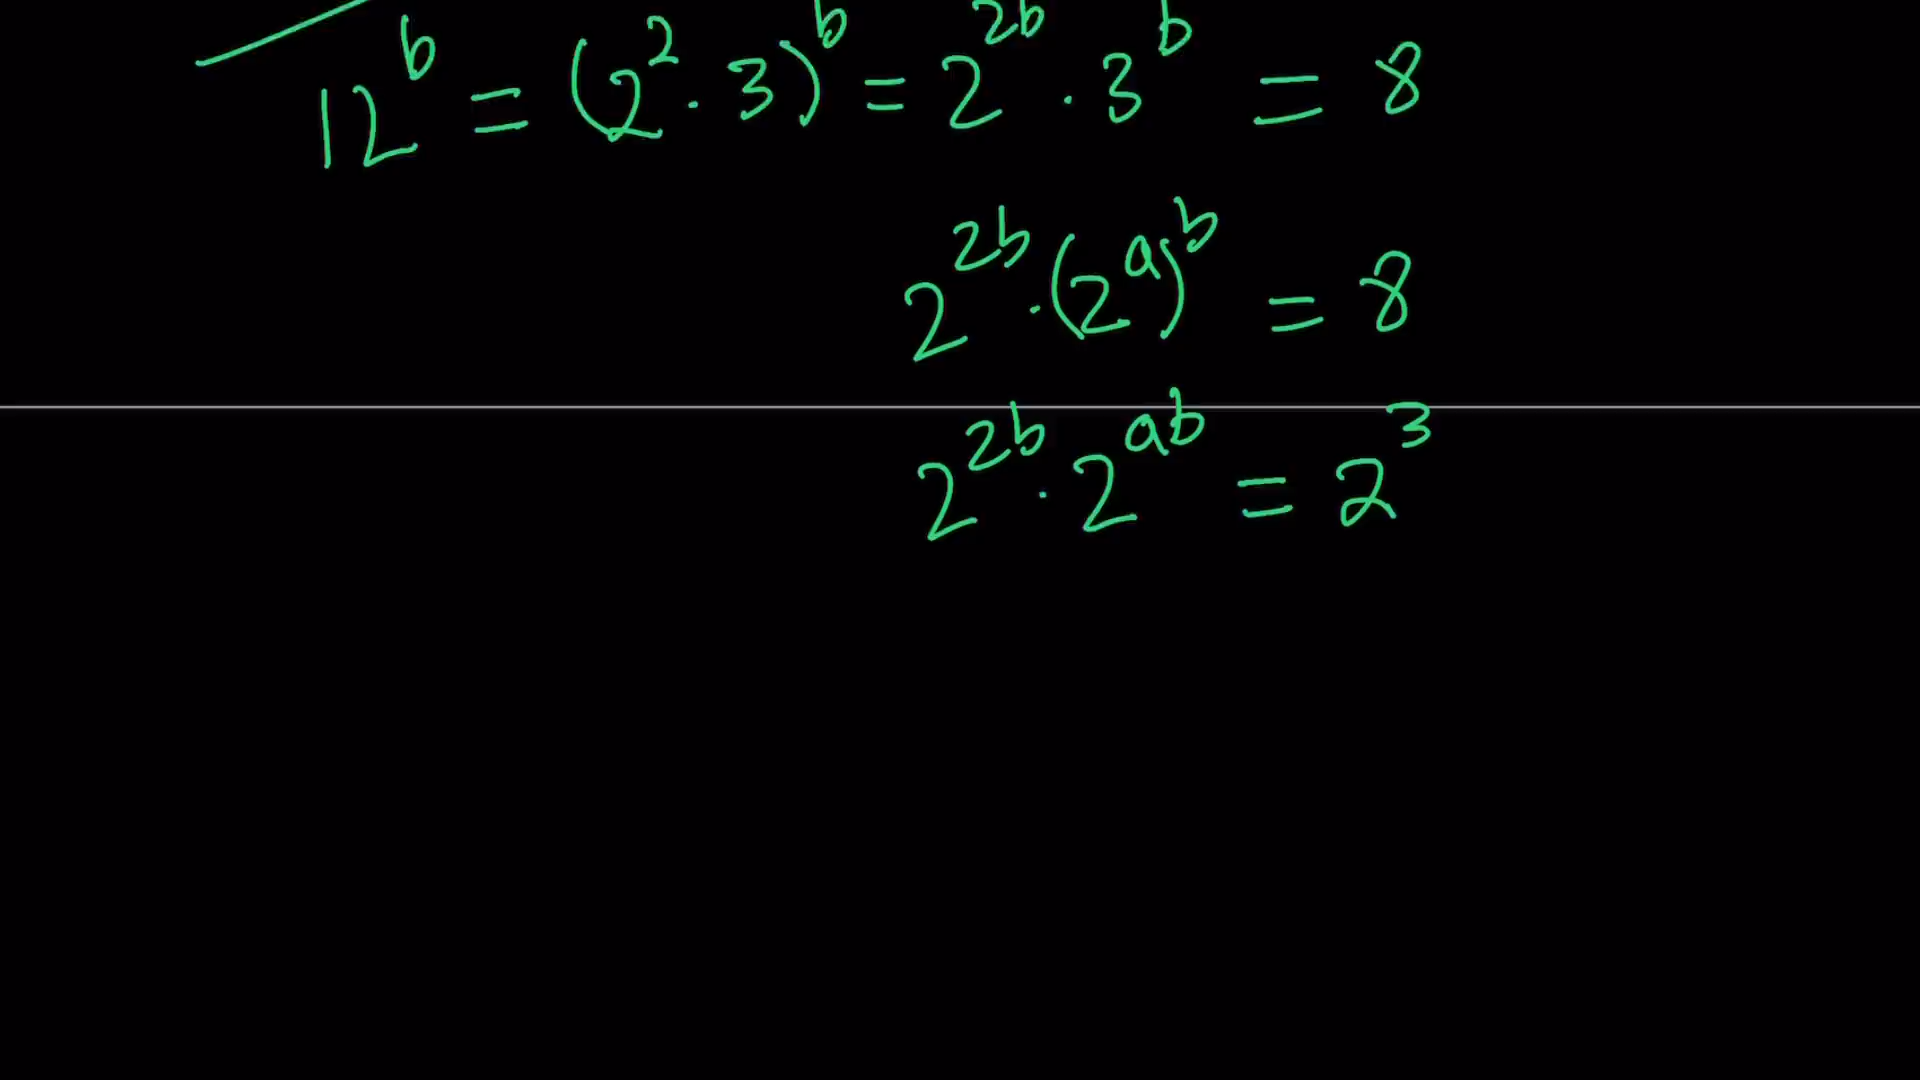 12^b = (2^2 · 3)^b = 2^{2b} · 3^b = 8
2^{2b} · (2^a)^b = 8
2^{2b} · 2^{ab} = 2^3